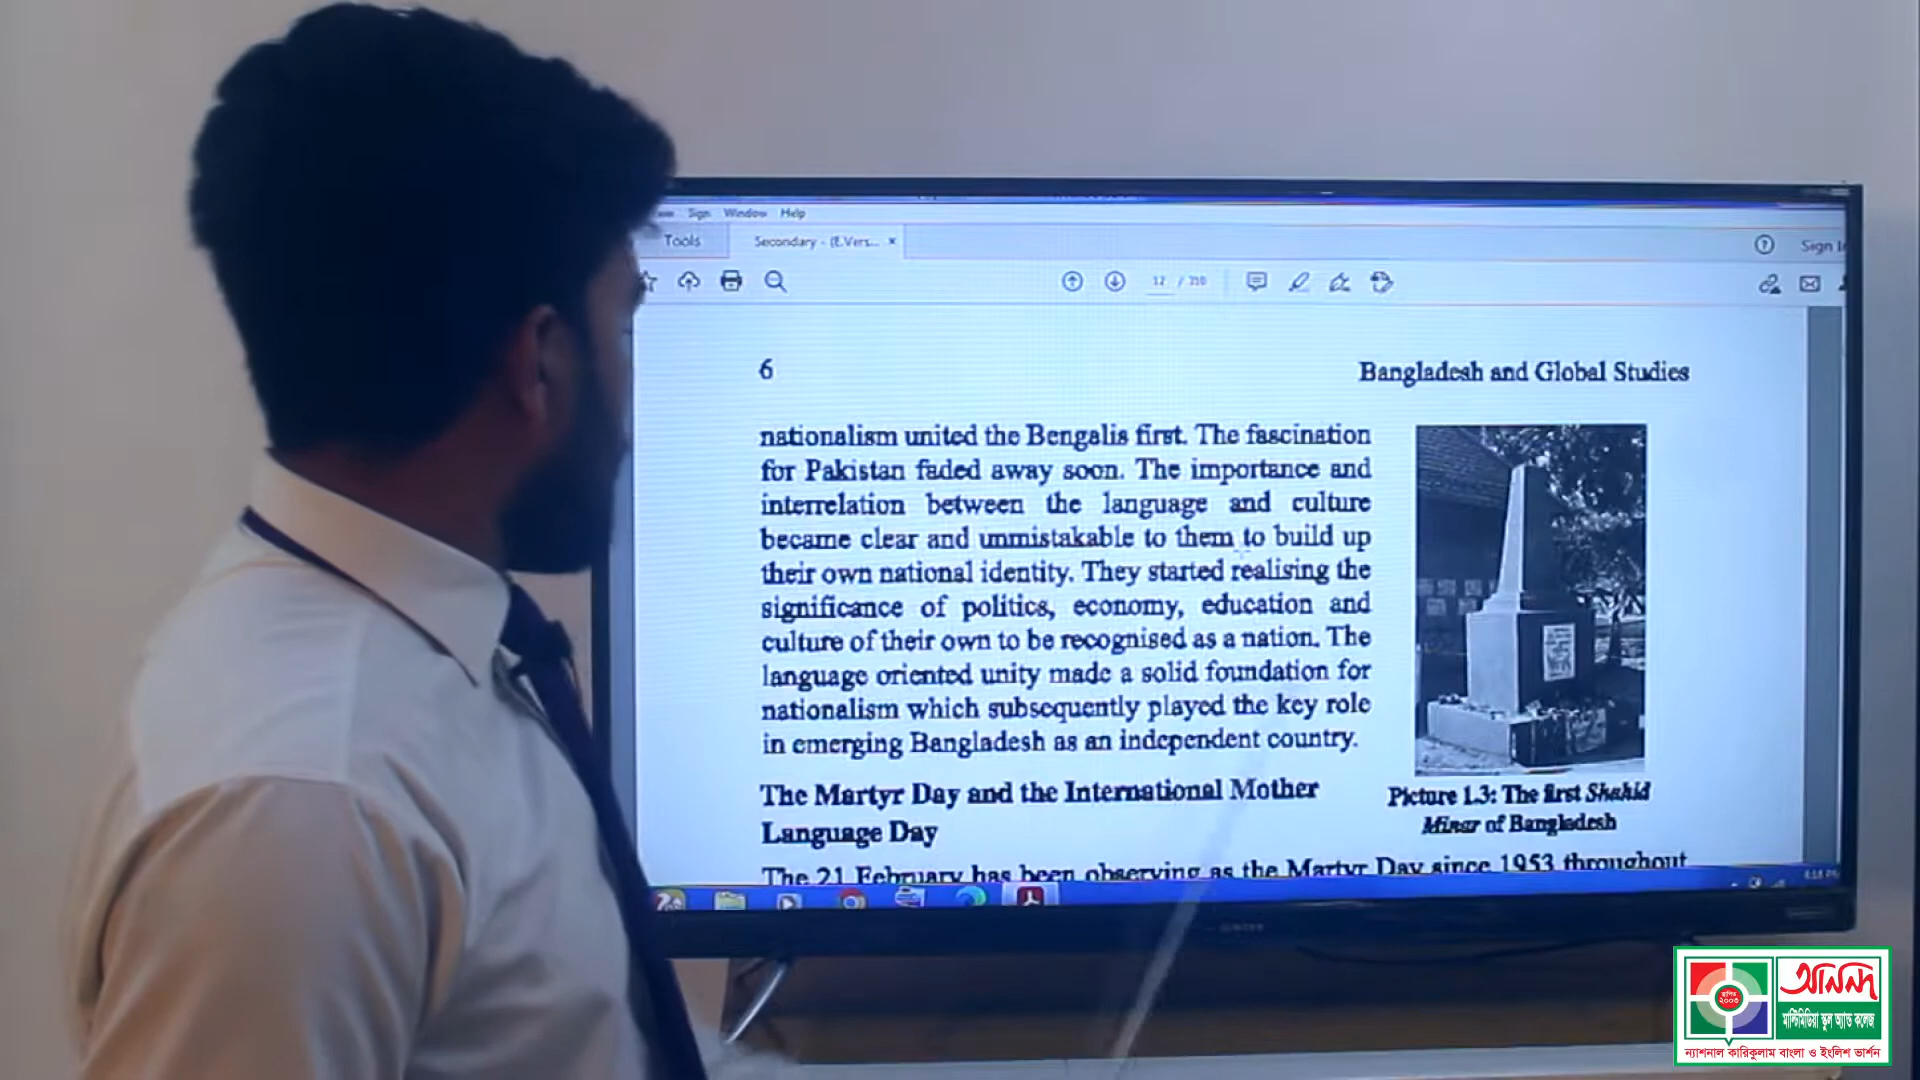 Sign Window Help
Tools
Secondary - (E.Vers... ×
Sign I
12 / 310
6
Bangladesh and Global Studies
nationalism united the Bengalis first. The fascination
for Pakistan faded away soon. The importance and
interrelation between the language and culture
became clear and unmistakable to them to build up
their own national identity. They started realising the
significance of politics, economy, education and
culture of their own to be recognised as a nation. The
language oriented unity made a solid foundation for
nationalism which subsequently played the key role
in emerging Bangladesh as an independent country.
Picture 1.3: The first Shahid
Minar of Bangladesh
The Martyr Day and the International Mother
Language Day
The 21 February has been observing as the Martyr Day since 1953 throughout
স্থাপিত
২০০৩
আনন্দ
মাল্টিমিডিয়া স্কুল অ্যান্ড কলেজ
ন্যাশনাল কারিকুলাম বাংলা ও ইংলিশ ভার্শন